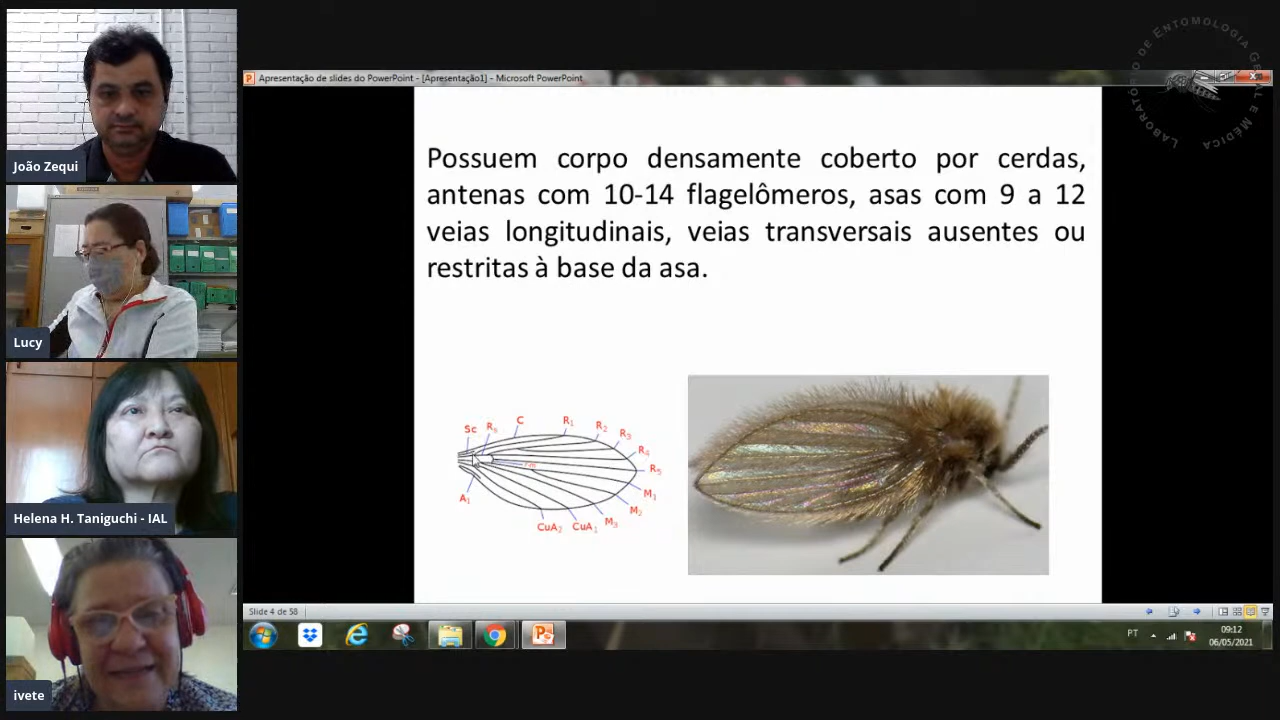 João Zequi
Lucy
Helena H. Taniguchi - IAL
ivete
LABORATÓRIO DE ENTOMOLOGIA GERAL E MÉDICA
Apresentação de slides do PowerPoint - [Apresentação1] - Microsoft PowerPoint
Possuem corpo densamente coberto por cerdas,
antenas com 10-14 flagelômeros, asas com 9 a 12
veias longitudinais, veias transversais ausentes ou
restritas à base da asa.
Sc
C
R1
R2
R3
R4
R5
M1
M2
M3
CuA1
CuA2
A1
Slide 4 de 58
PT
09:12
06/05/2021